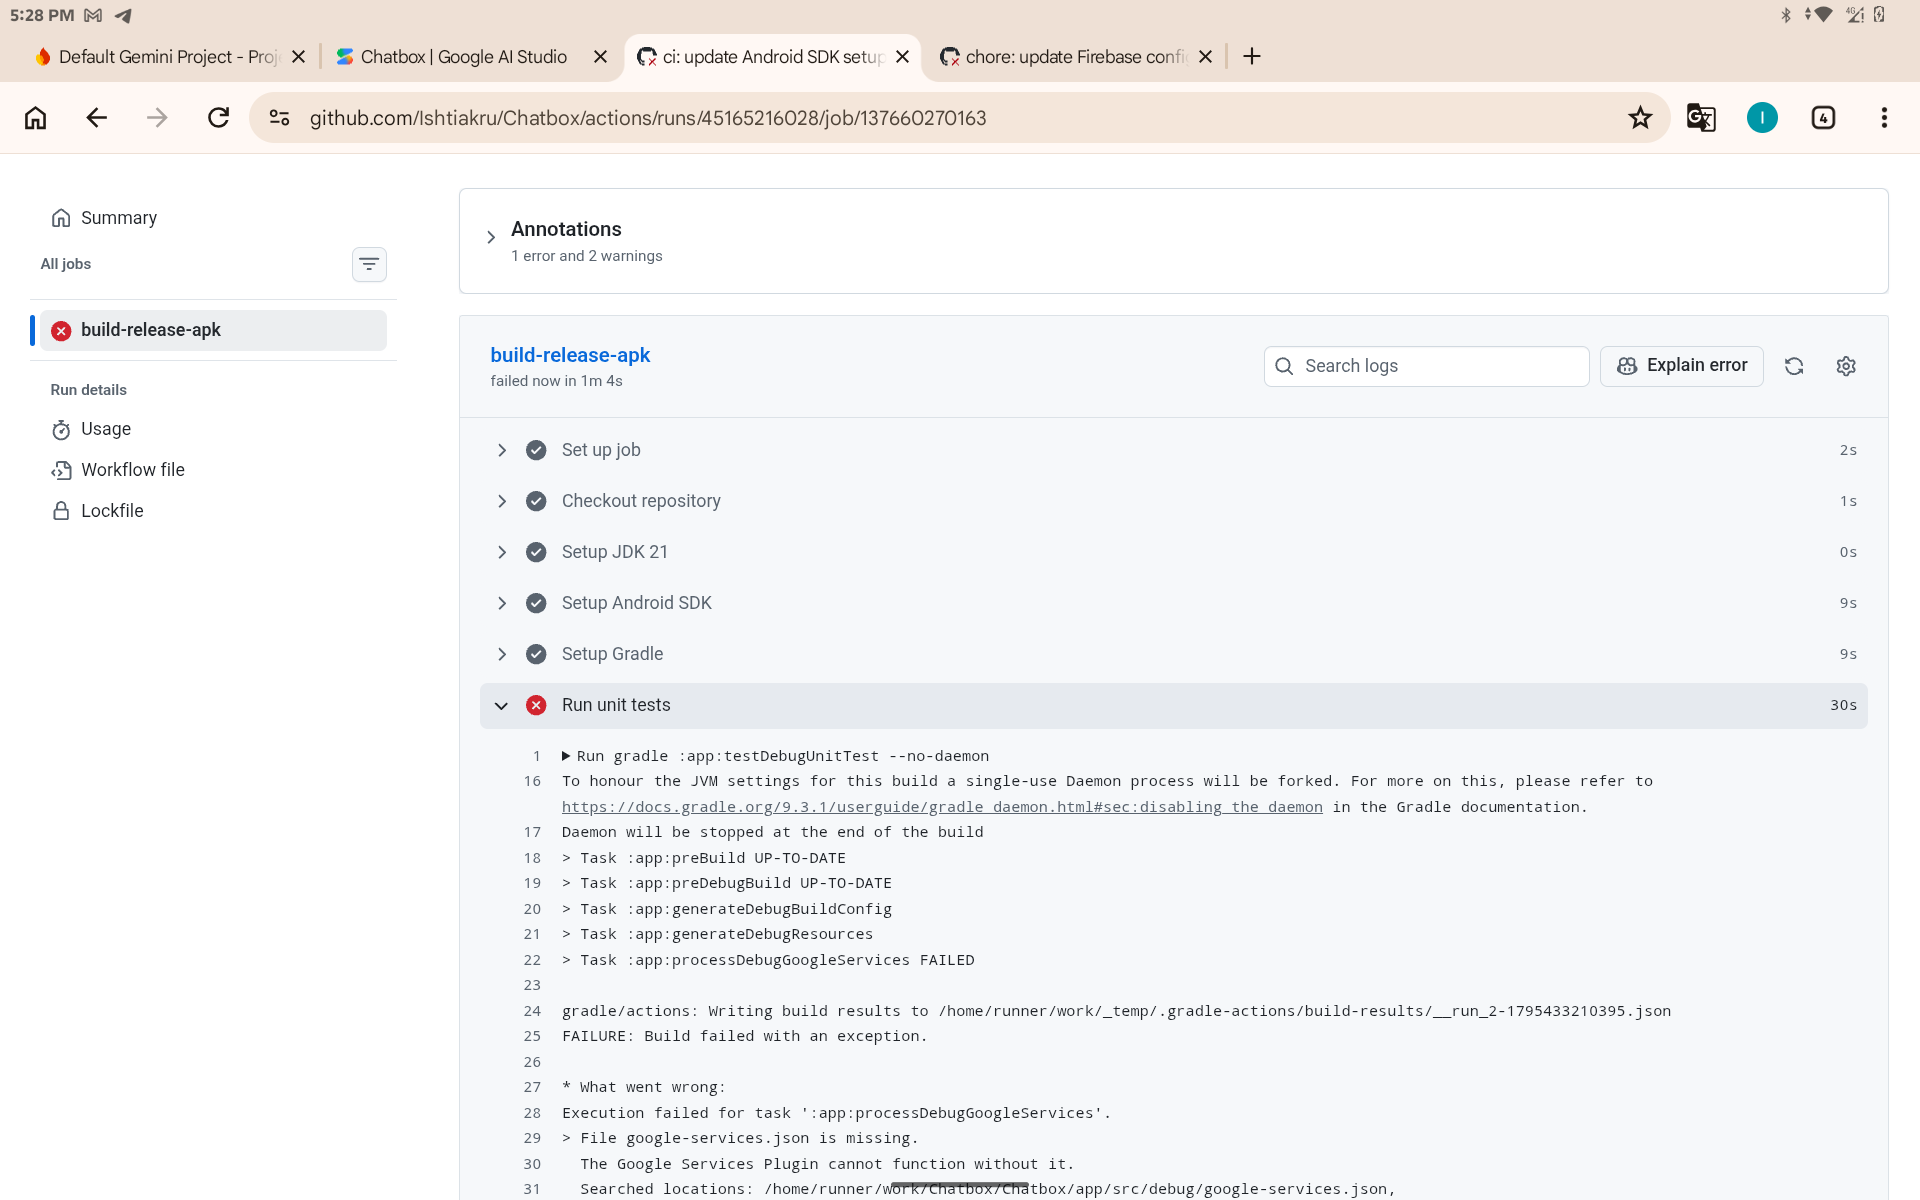 5:28 PM
4G
Default Gemini Project - Proj
Chatbox | Google AI Studio
ci: update Android SDK setup
chore: update Firebase confi
github.com/Ishtiakru/Chatbox/actions/runs/45165216028/job/137660270163
I
4
Summary
All jobs
build-release-apk
Run details
Usage
Workflow file
Lockfile
Annotations
1 error and 2 warnings
build-release-apk
failed now in 1m 4s
Search logs
Explain error
Set up job 2s
Checkout repository 1s
Setup JDK 21 0s
Setup Android SDK 9s
Setup Gradle 9s
Run unit tests 30s
1 Run gradle :app:testDebugUnitTest --no-daemon
16 To honour the JVM settings for this build a single-use Daemon process will be forked. For more on this, please refer to
https://docs.gradle.org/9.3.1/userguide/gradle_daemon.html#sec:disabling_the_daemon in the Gradle documentation.
17 Daemon will be stopped at the end of the build
18 > Task :app:preBuild UP-TO-DATE
19 > Task :app:preDebugBuild UP-TO-DATE
20 > Task :app:generateDebugBuildConfig
21 > Task :app:generateDebugResources
22 > Task :app:processDebugGoogleServices FAILED
23
24 gradle/actions: Writing build results to /home/runner/work/_temp/.gradle-actions/build-results/__run_2-1795433210395.json
25 FAILURE: Build failed with an exception.
26
27 * What went wrong:
28 Execution failed for task ':app:processDebugGoogleServices'.
29 > File google-services.json is missing.
30 The Google Services Plugin cannot function without it.
31 Searched locations: /home/runner/work/Chatbox/Chatbox/app/src/debug/google-services.json,